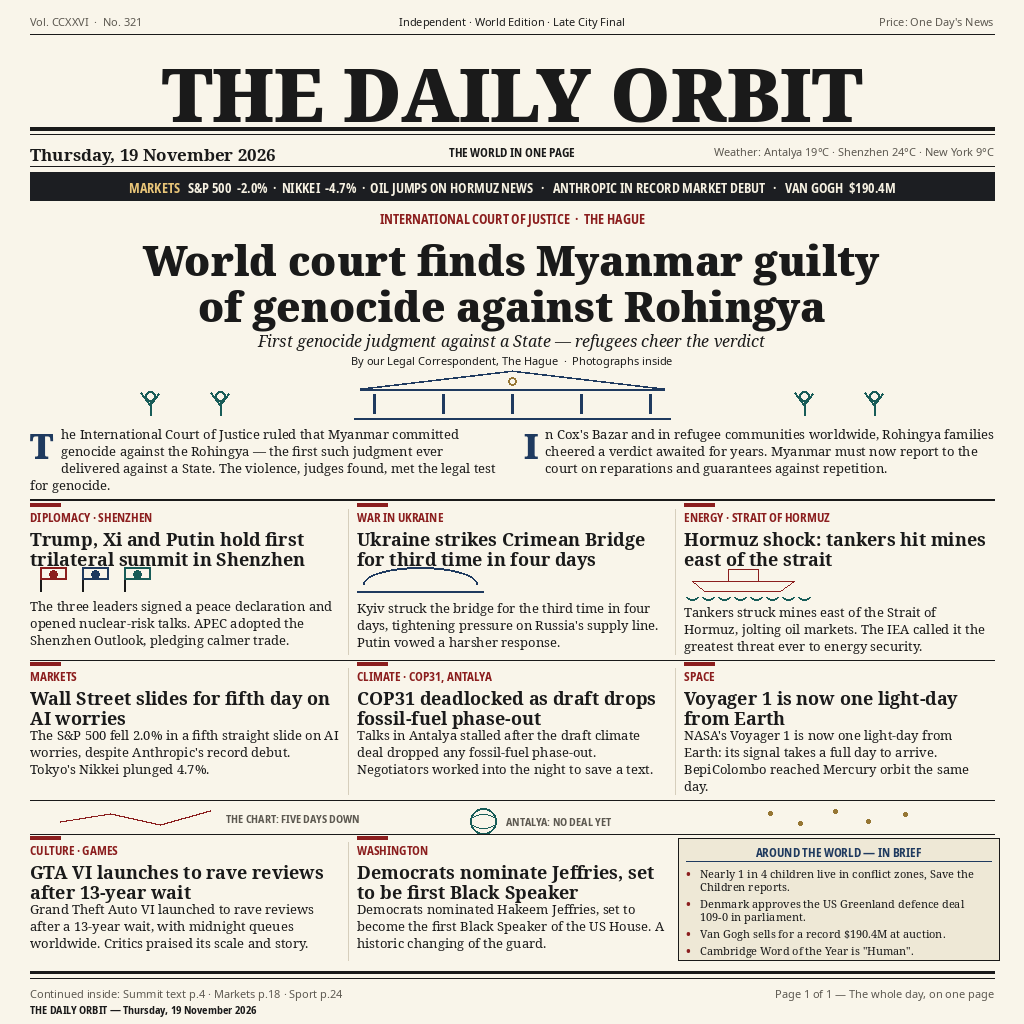 Vol. CCXXVI · No. 321
Independent · World Edition · Late City Final
Price: One Day's News
THE DAILY ORBIT
Thursday, 19 November 2026
THE WORLD IN ONE PAGE
Weather: Antalya 19°C · Shenzhen 24°C · New York 9°C
MARKETS S&P 500 -2.0% · NIKKEI -4.7% · OIL JUMPS ON HORMUZ NEWS · ANTHROPIC IN RECORD MARKET DEBUT · VAN GOGH $190.4M
INTERNATIONAL COURT OF JUSTICE · THE HAGUE
World court finds Myanmar guilty
of genocide against Rohingya
First genocide judgment against a State — refugees cheer the verdict
By our Legal Correspondent, The Hague · Photographs inside
The International Court of Justice ruled that Myanmar committed
genocide against the Rohingya — the first such judgment ever
delivered against a State. The violence, judges found, met the legal test
for genocide.
In Cox's Bazar and in refugee communities worldwide, Rohingya families
cheered a verdict awaited for years. Myanmar must now report to the
court on reparations and guarantees against repetition.
DIPLOMACY · SHENZHEN
Trump, Xi and Putin hold first
trilateral summit in Shenzhen
The three leaders signed a peace declaration and
opened nuclear-risk talks. APEC adopted the
Shenzhen Outlook, pledging calmer trade.
WAR IN UKRAINE
Ukraine strikes Crimean Bridge
for third time in four days
Kyiv struck the bridge for the third time in four
days, tightening pressure on Russia's supply line.
Putin vowed a harsher response.
ENERGY · STRAIT OF HORMUZ
Hormuz shock: tankers hit mines
east of the strait
Tankers struck mines east of the Strait of
Hormuz, jolting oil markets. The IEA called it the
greatest threat ever to energy security.
MARKETS
Wall Street slides for fifth day on
AI worries
The S&P 500 fell 2.0% in a fifth straight slide on AI
worries, despite Anthropic's record debut.
Tokyo's Nikkei plunged 4.7%.
CLIMATE · COP31, ANTALYA
COP31 deadlocked as draft drops
fossil-fuel phase-out
Talks in Antalya stalled after the draft climate
deal dropped any fossil-fuel phase-out.
Negotiators worked into the night to save a text.
SPACE
Voyager 1 is now one light-day
from Earth
NASA's Voyager 1 is now one light-day from
Earth: its signal takes a full day to arrive.
BepiColombo reached Mercury orbit the same
day.
THE CHART: FIVE DAYS DOWN
ANTALYA: NO DEAL YET
CULTURE · GAMES
GTA VI launches to rave reviews
after 13-year wait
Grand Theft Auto VI launched to rave reviews
after a 13-year wait, with midnight queues
worldwide. Critics praised its scale and story.
WASHINGTON
Democrats nominate Jeffries, set
to be first Black Speaker
Democrats nominated Hakeem Jeffries, set to
become the first Black Speaker of the US House. A
historic changing of the guard.
AROUND THE WORLD — IN BRIEF
• Nearly 1 in 4 children live in conflict zones, Save the
Children reports.
• Denmark approves the US Greenland defence deal
109-0 in parliament.
• Van Gogh sells for a record $190.4M at auction.
• Cambridge Word of the Year is "Human".
Continued inside: Summit text p.4 · Markets p.18 · Sport p.24
Page 1 of 1 — The whole day, on one page
THE DAILY ORBIT — Thursday, 19 November 2026